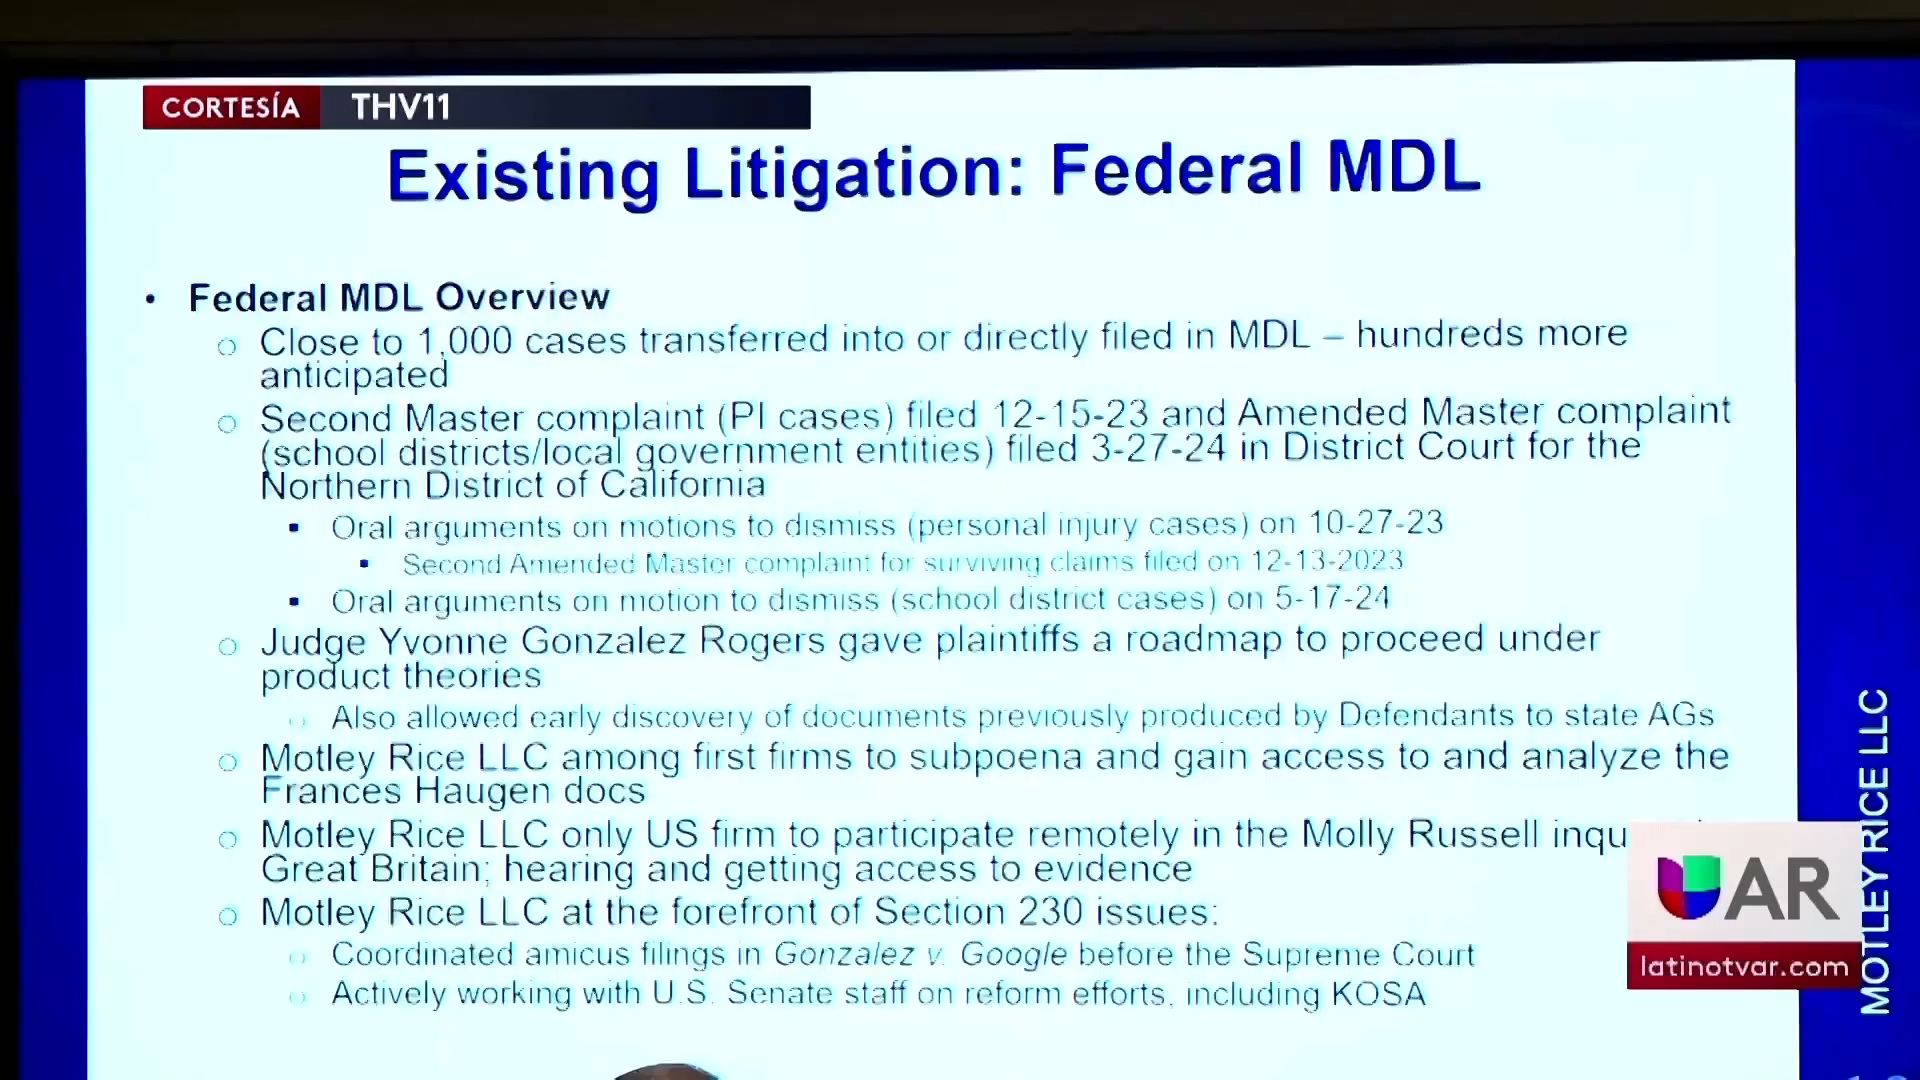 CORTESÍA THV11
Existing Litigation: Federal MDL
• Federal MDL Overview
○ Close to 1,000 cases transferred into or directly filed in MDL – hundreds more
anticipated
○ Second Master complaint (PI cases) filed 12-15-23 and Amended Master complaint
(school districts/local government entities) filed 3-27-24 in District Court for the
Northern District of California
▪ Oral arguments on motions to dismiss (personal injury cases) on 10-27-23
▪ Second Amended Master complaint for surviving claims filed on 12-13-2023
▪ Oral arguments on motion to dismiss (school district cases) on 5-17-24
○ Judge Yvonne Gonzalez Rogers gave plaintiffs a roadmap to proceed under
product theories
○ Also allowed early discovery of documents previously produced by Defendants to state AGs
○ Motley Rice LLC among first firms to subpoena and gain access to and analyze the
Frances Haugen docs
○ Motley Rice LLC only US firm to participate remotely in the Molly Russell
Great Britain; hearing and getting access to evidence
○ Motley Rice LLC at the forefront of Section 230 issues:
○ Coordinated amicus filings in Gonzalez v. Google before the Supreme Court
○ Actively working with U.S. Senate staff on reform efforts, including KOSA
MOTLEY RICE LLC
AR
latinotvar.com